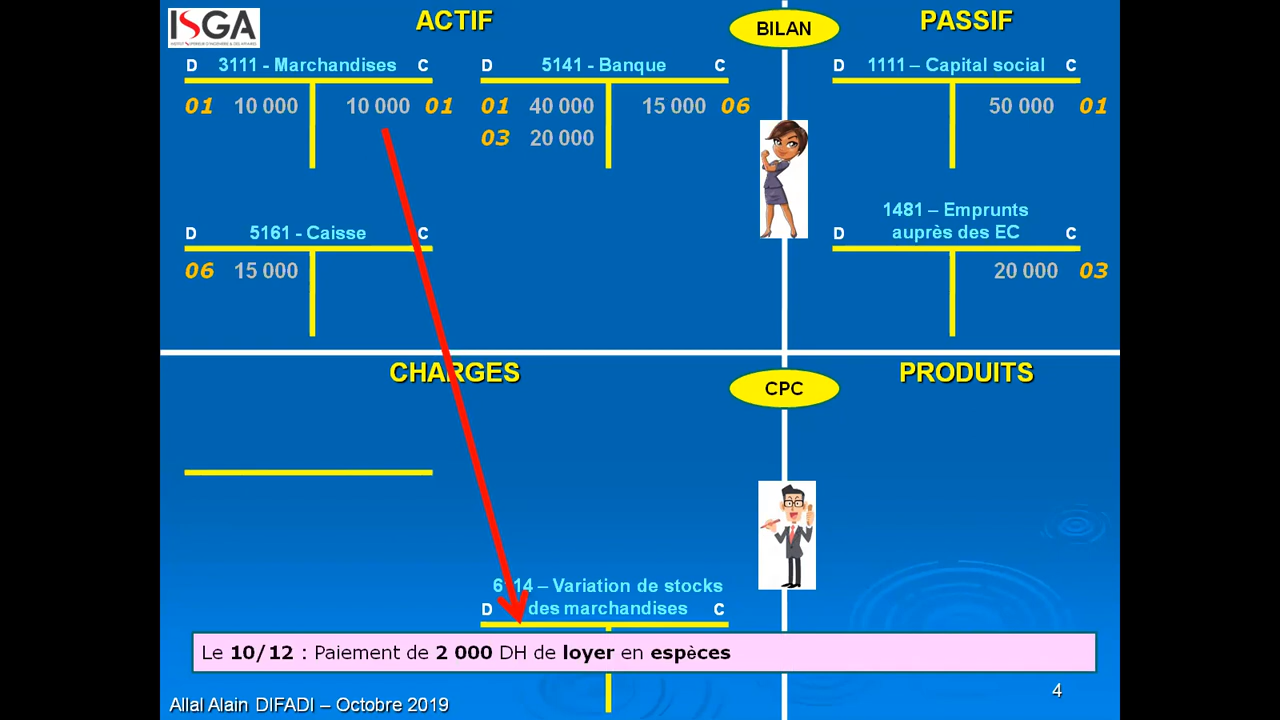 ISGA
ACTIF
BILAN
PASSIF
D 3111 - Marchandises C
D 5141 - Banque C
D 1111 – Capital social C
01 10 000 10 000 01
01 40 000 15 000 06
50 000 01
03 20 000
D 5161 - Caisse C
1481 – Emprunts
D auprès des EC C
06 15 000
20 000 03
CHARGES
CPC
PRODUITS
– Variation de stocks
D des marchandises C
Le 10/12 : Paiement de 2 000 DH de loyer en espèces
Allal Alain DIFADI – Octobre 2019
4